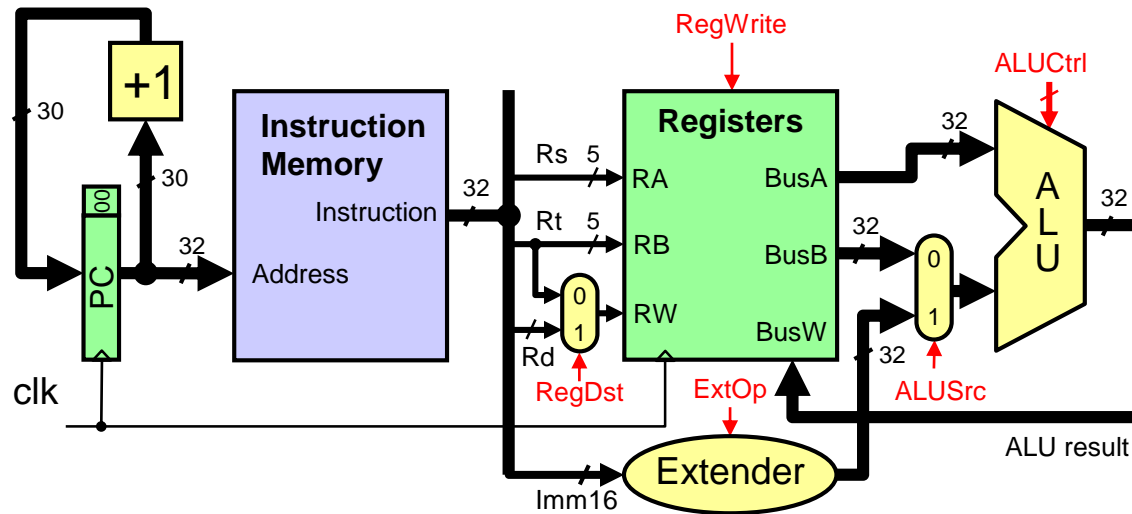 RegWrite
ALUCtrl
+1
30
30
00
PC
32
Instruction
Memory
Instruction
Address
32
Rs
5
Rt
5
Rd
0
1
RegDst
Registers
RA
RB
RW
BusA
BusB
BusW
32
32
32
0
1
ALUSrc
ALU
32
clk
ExtOp
Extender
Imm16
ALU result